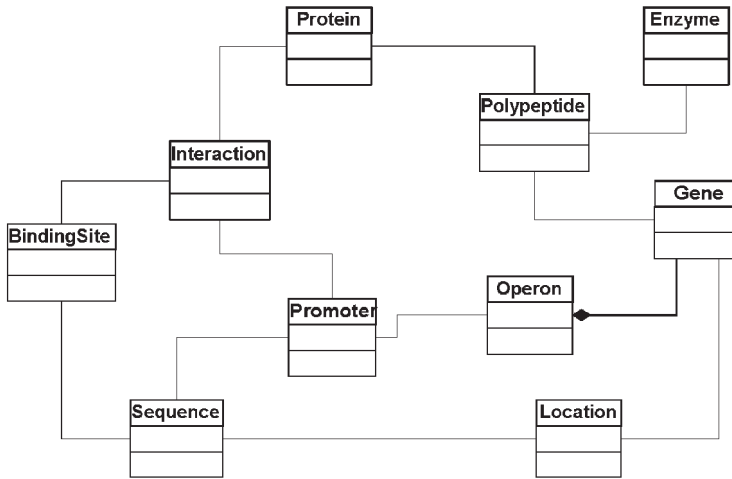 Protein
Enzyme
Polypeptide
Interaction
Gene
BindingSite
Operon
Promoter
Sequence
Location